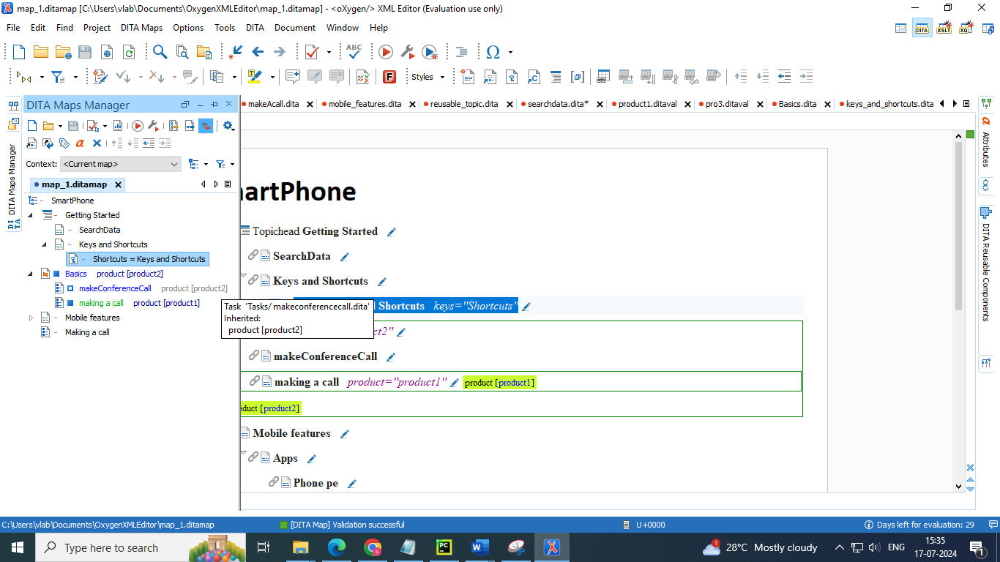 map_1.ditamap [C:\Users\vlab\Documents\OxygenXMLEditor\map_1.ditamap] - <oXygen/> XML Editor (Evaluation use only)
File Edit Find Project DITA Maps Options Tools DITA Document Window Help
DITA XSLT XQ
ABC
Styles
DITA Maps Manager
makeAcall.dita mobile_features.dita reusable_topic.dita searchdata.dita* product1.ditaval pro3.ditaval Basics.dita keys_and_shortcuts.dita
Context: <Current map>
map_1.ditamap
SmartPhone
Getting Started
SearchData
Keys and Shortcuts
Shortcuts = Keys and Shortcuts
Basics product [product2]
makeConferenceCall product [product2]
making a call product [product1]
Mobile features
Making a call
DITA Maps Manager
Task 'Tasks/makeconferencecall.dita'
Inherited:
product [product2]
artPhone
Topichead Getting Started
SearchData
Keys and Shortcuts
Shortcuts keys="Shortcuts"
ct2"
makeConferenceCall
making a call product="product1" product [product1]
duct [product2]
Mobile features
Apps
Phone pe
Attributes
DITA Reusable Components
C:\Users\vlab\Documents\OxygenXMLEditor\map_1.ditamap [DITA Map] Validation successful U+0000 Days left for evaluation: 29
Type here to search 28°C Mostly cloudy ENG 15:35
17-07-2024